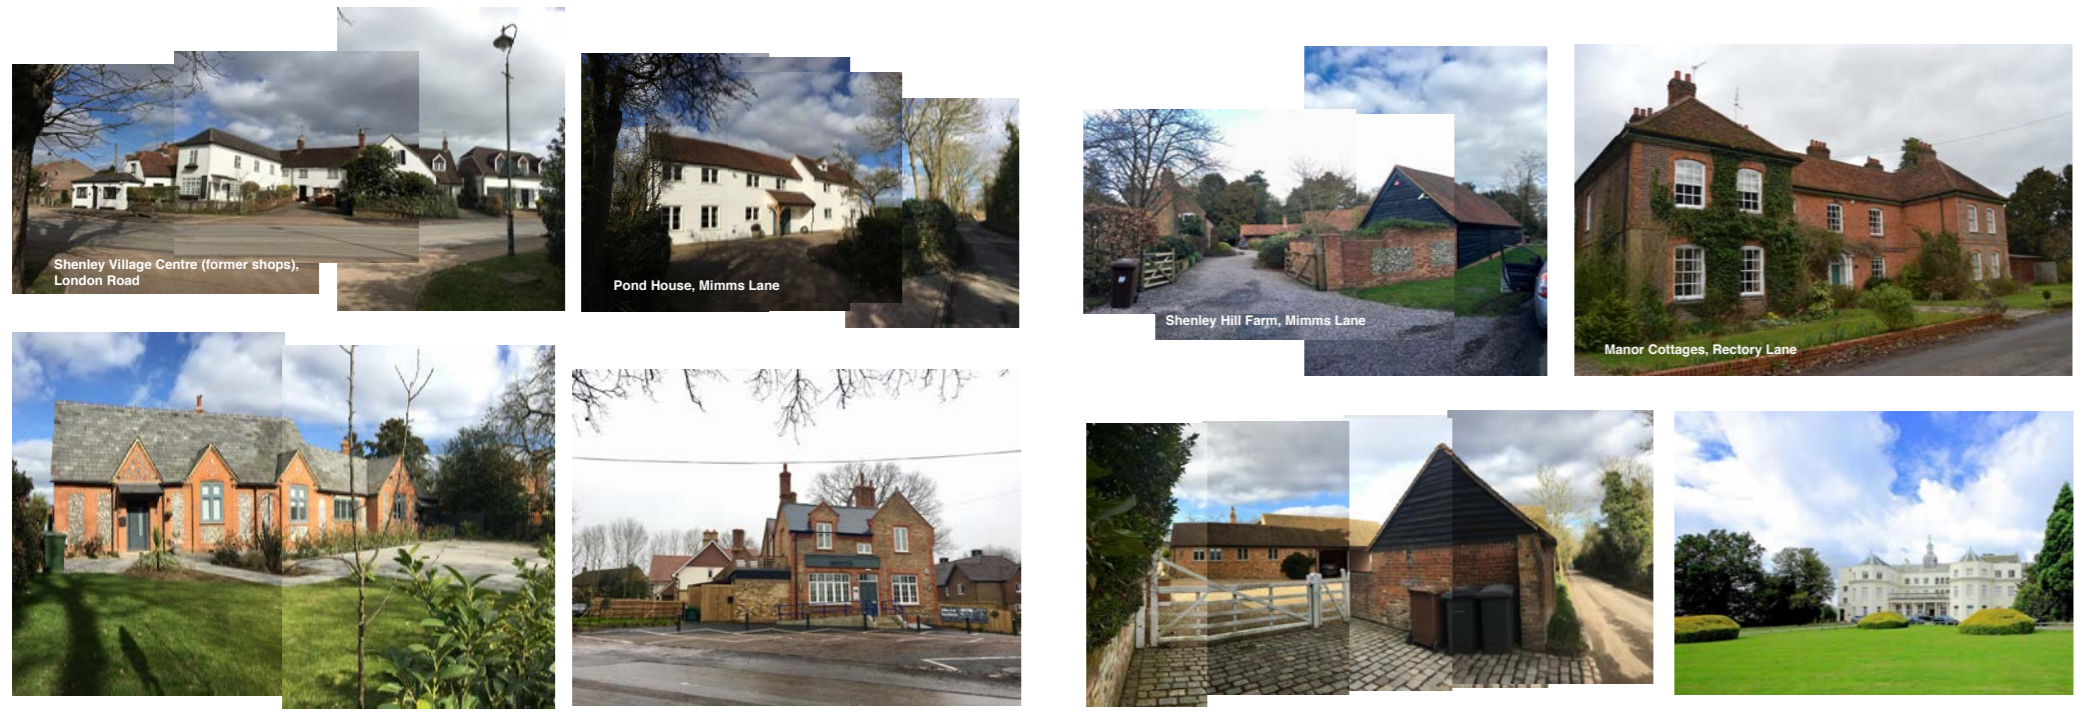 Shenley Village Centre (former shops),
London Road
Pond House, Mimms Lane
Shenley Hill Farm, Mimms Lane
Manor Cottages, Rectory Lane